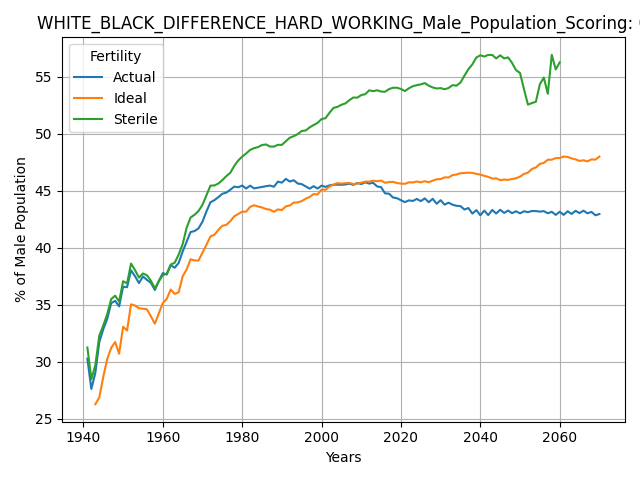 WHITE_BLACK_DIFFERENCE_HARD_WORKING_Male_Population_Scoring:
Fertility
Actual
Ideal
Sterile
% of Male Population
55
50
45
40
35
30
25
1940
1960
1980
2000
2020
2040
2060
Years